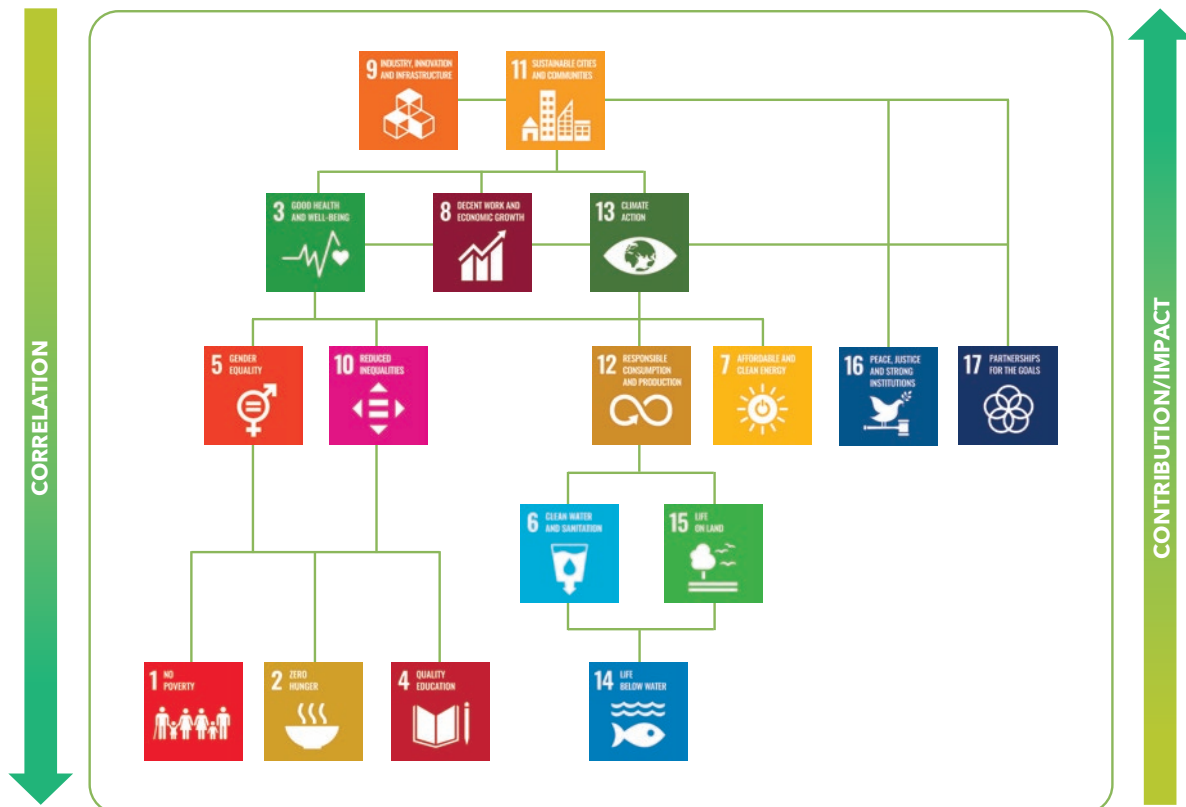 CORRELATION
9 INDUSTRY, INNOVATION
AND INFRASTRUCTURE
11 SUSTAINABLE CITIES
AND COMMUNITIES
3 GOOD HEALTH
AND WELL-BEING
8 DECENT WORK AND
ECONOMIC GROWTH
13 CLIMATE
ACTION
5 GENDER
EQUALITY
10 REDUCED
INEQUALITIES
12 RESPONSIBLE
CONSUMPTION
AND PRODUCTION
7 AFFORDABLE AND
CLEAN ENERGY
16 PEACE, JUSTICE
AND STRONG
INSTITUTIONS
17 PARTNERSHIPS
FOR THE GOALS
6 CLEAN WATER
AND SANITATION
15 LIFE
ON LAND
1 NO
POVERTY
2 ZERO
HUNGER
4 QUALITY
EDUCATION
14 LIFE
BELOW WATER
CONTRIBUTION/IMPACT